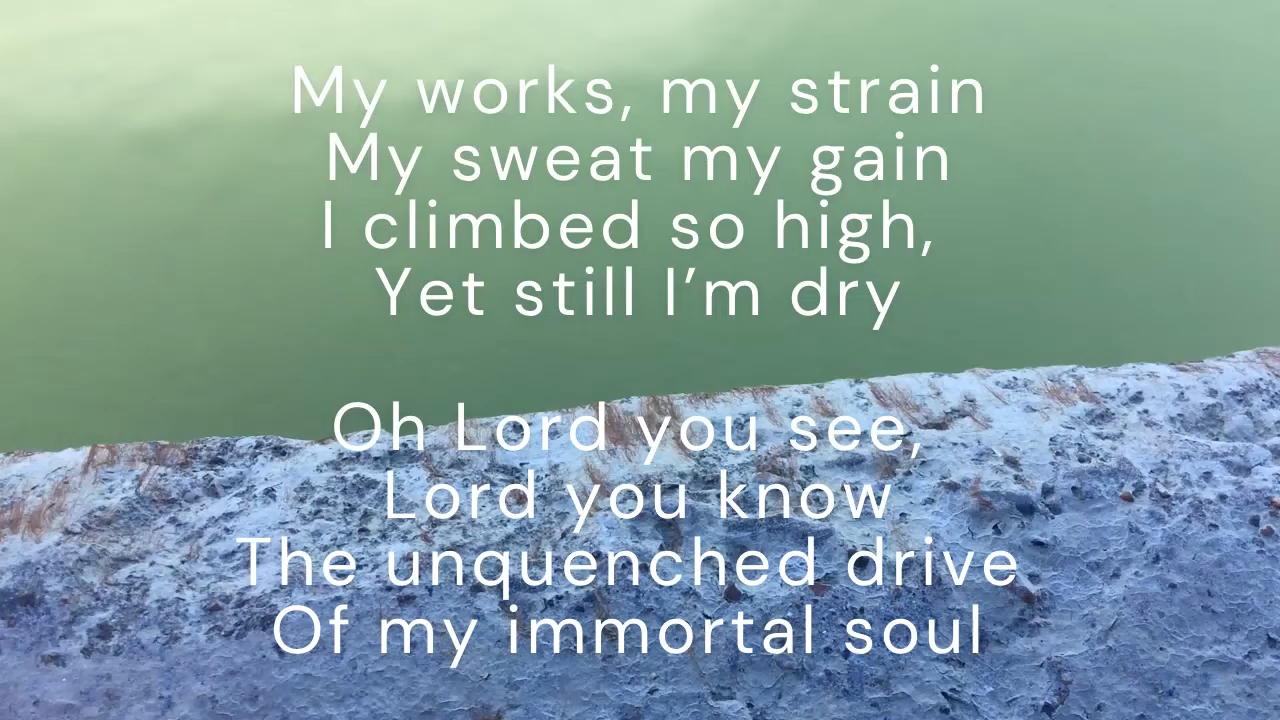 My works, my strain
My sweat my gain
I climbed so high,
Yet still I’m dry
Oh Lord you see,
Lord you know
The unquenched drive
Of my immortal soul